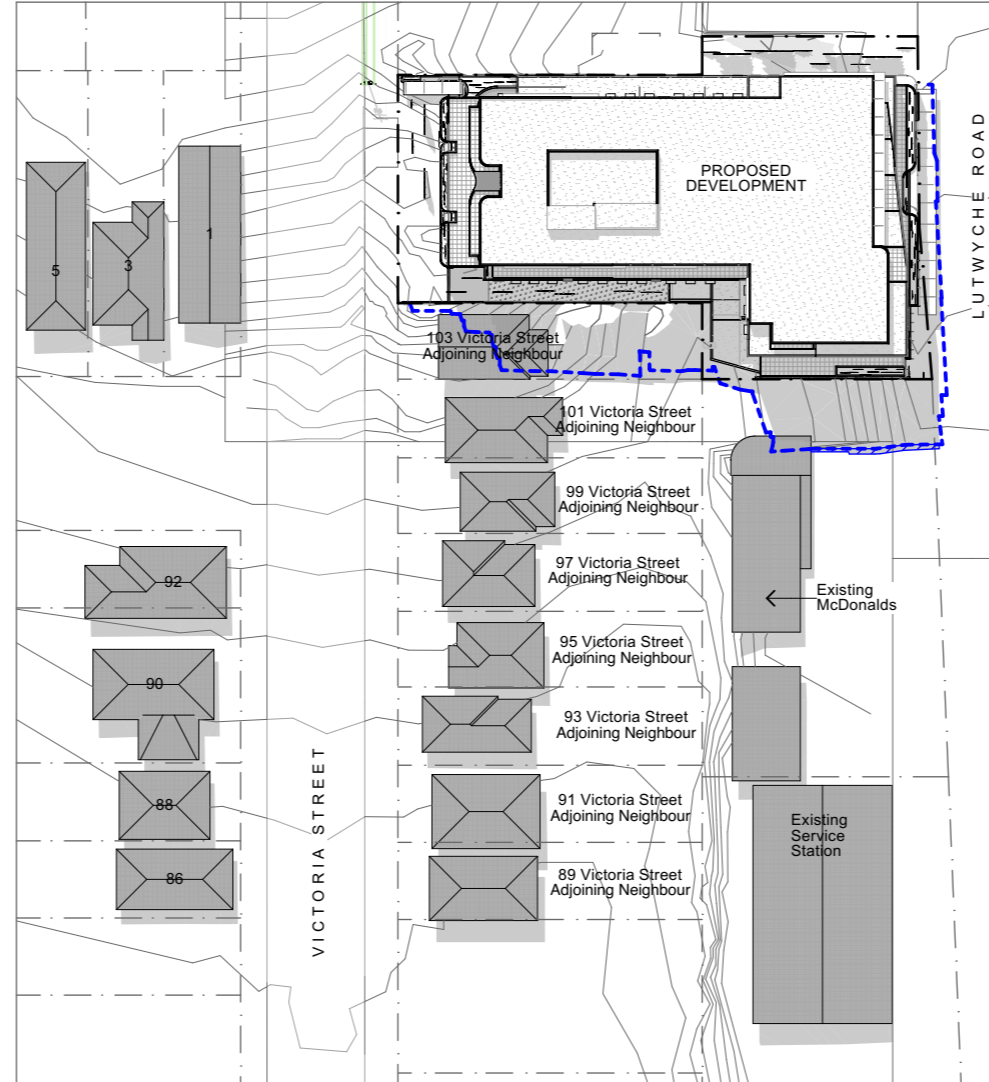 PROPOSED
DEVELOPMENT
LUTWYCHE ROAD
1
3
5
103 Victoria Street
Adjoining Neighbour
101 Victoria Street
Adjoining Neighbour
99 Victoria Street
Adjoining Neighbour
97 Victoria Street
Adjoining Neighbour
92
Existing
McDonalds
95 Victoria Street
Adjoining Neighbour
90
93 Victoria Street
Adjoining Neighbour
VICTORIA STREET
88
91 Victoria Street
Adjoining Neighbour
Existing
Service
Station
86
89 Victoria Street
Adjoining Neighbour